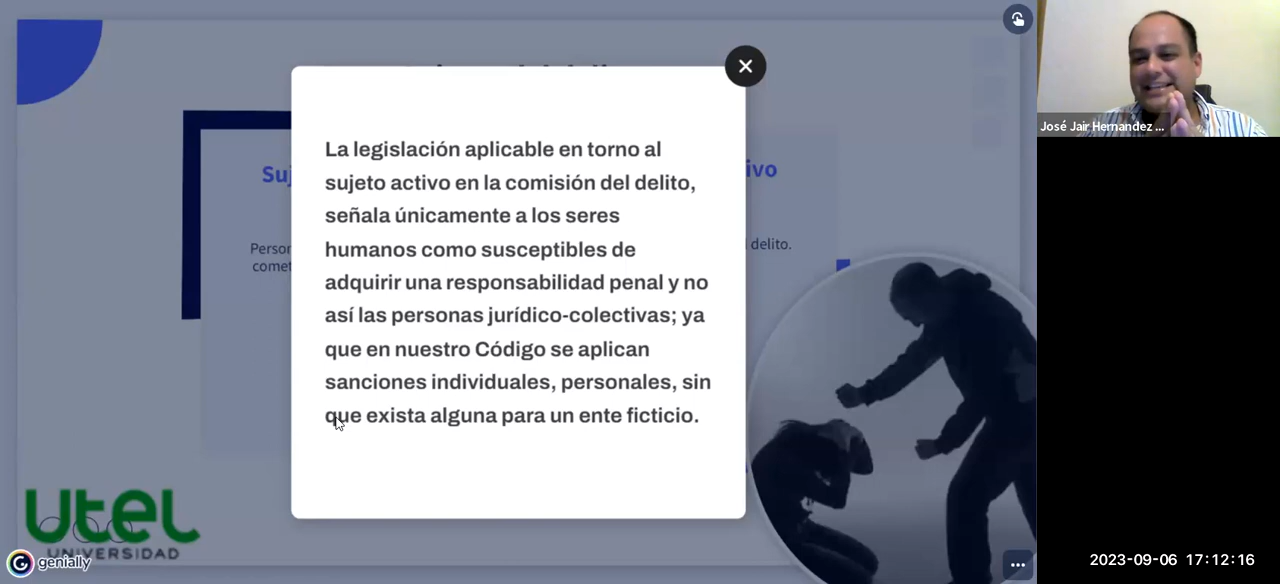 La legislación aplicable en torno al
sujeto activo en la comisión del delito,
señala únicamente a los seres
humanos como susceptibles de
adquirir una responsabilidad penal y no
así las personas jurídico-colectivas; ya
que en nuestro Código se aplican
sanciones individuales, personales, sin
que exista alguna para un ente ficticio.
delito.
utel
UNIVERSIDAD
genially
José Jair Hernandez ...
2023-09-06 17:12:16